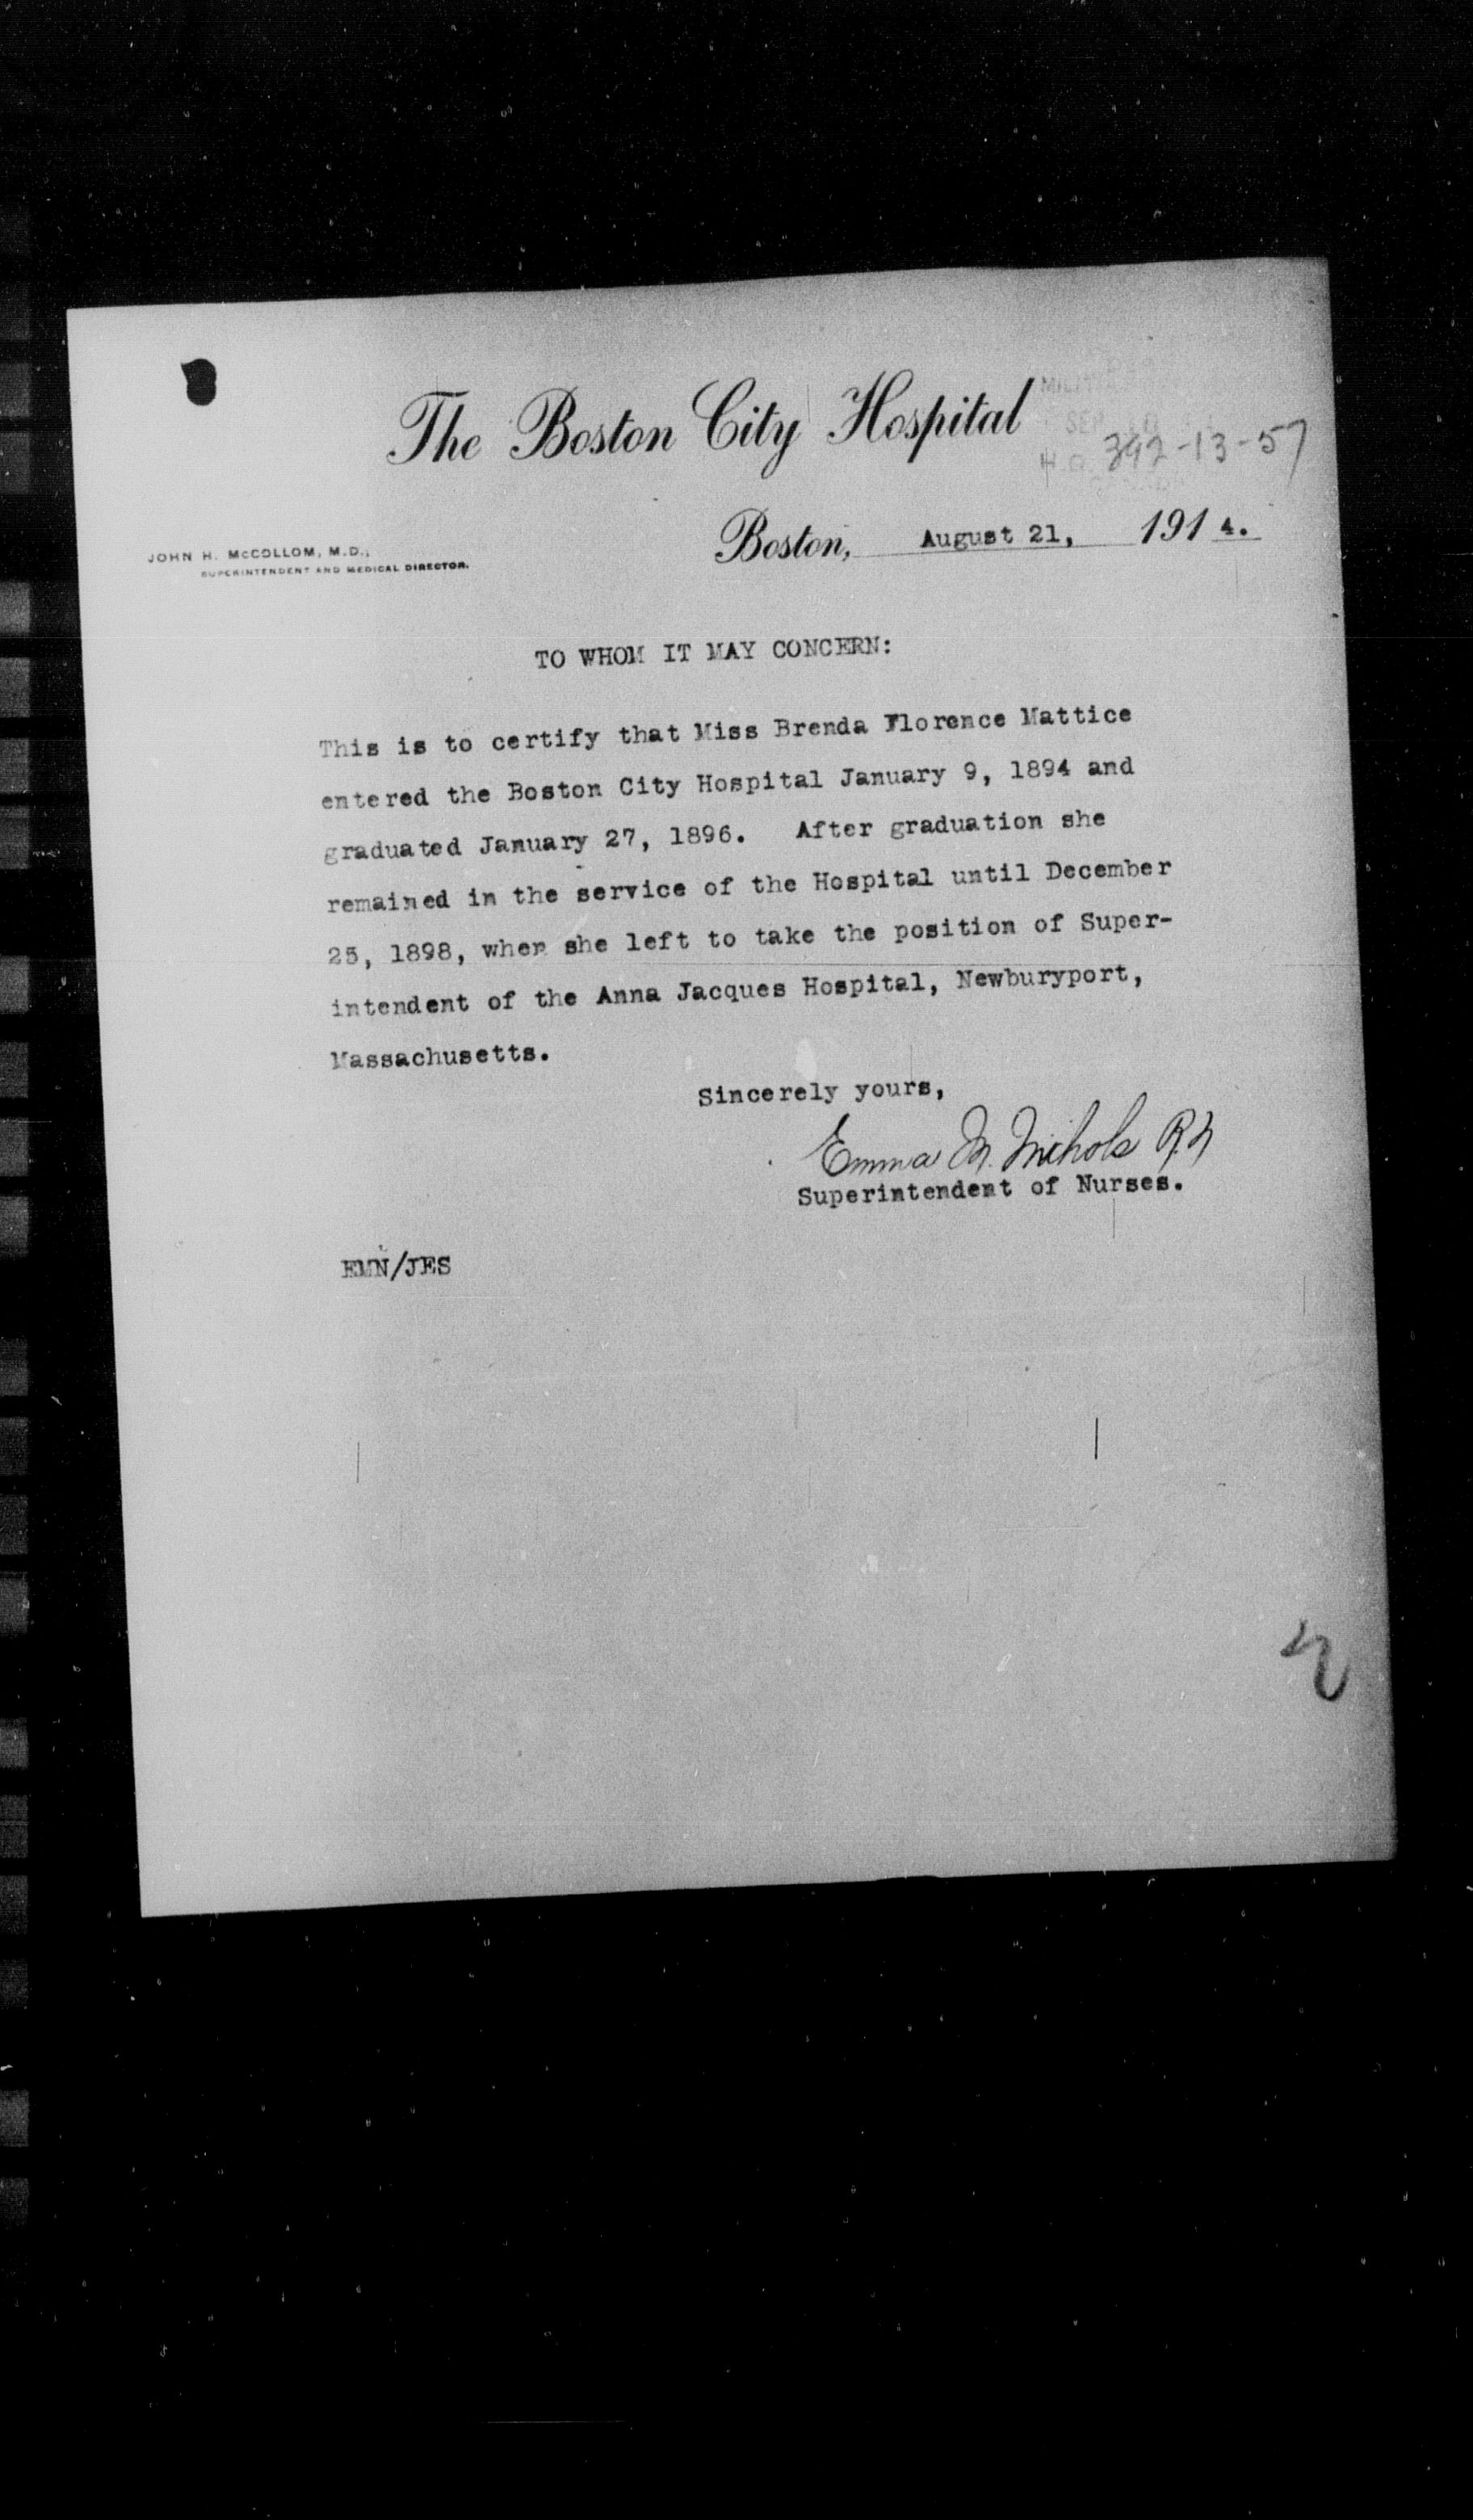 The Boston City Hospital
MILITIA
SEP 10
H.Q. 392-13-57
JOHN H. McCOLLOM, M.D.,
SUPERINTENDENT AND MEDICAL DIRECTOR.
Boston, August 21, 1914.
TO WHOM IT MAY CONCERN:
This is to certify that Miss Brenda Florence Mattice
entered the Boston City Hospital January 9, 1894 and
graduated January 27, 1896. After graduation she
remained in the service of the Hospital until December
25, 1898, when she left to take the position of Super-
intendent of the Anna Jacques Hospital, Newburyport,
Massachusetts.
Sincerely yours,
Emma M. Nichols R.N
Superintendent of Nurses.
EMN/JES